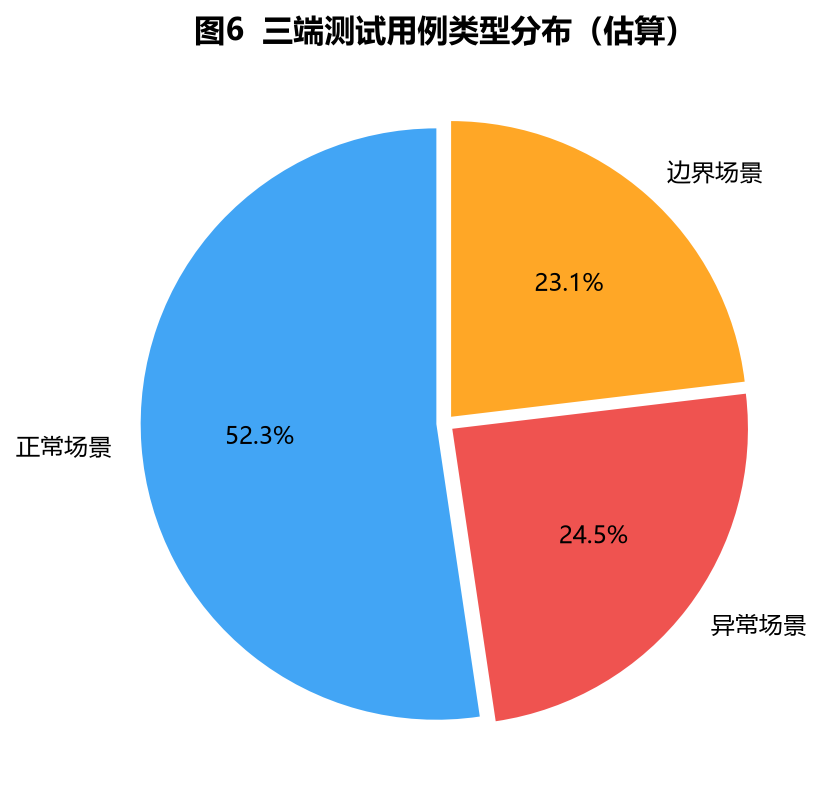 图6 三端测试用例类型分布（估算）
边界场景
23.1%
正常场景
52.3%
24.5%
异常场景